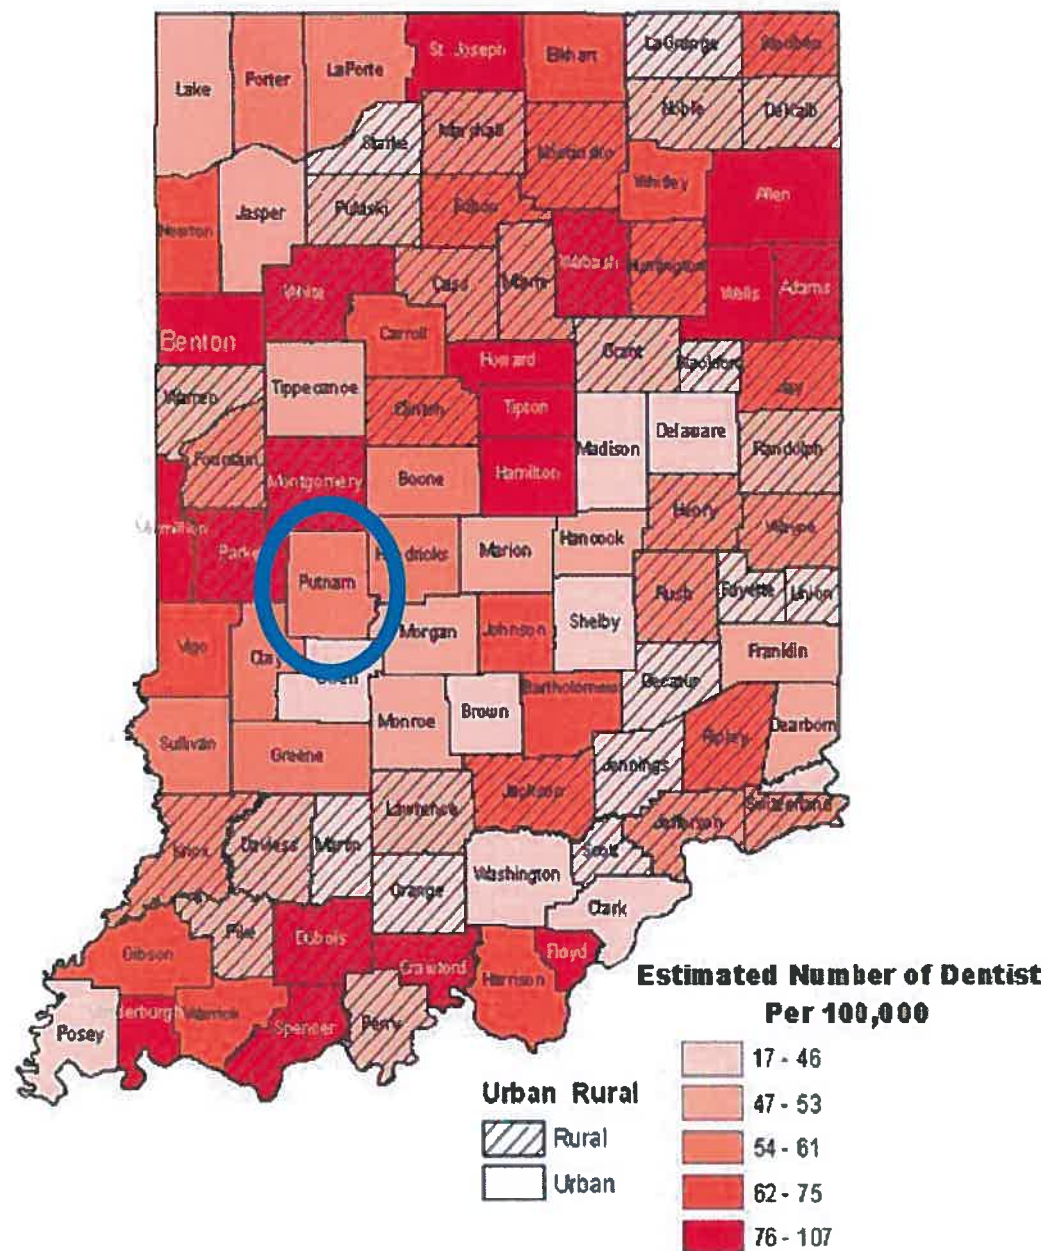 St. Joseph
Elkhart
LaGrange
Steuben
Lake
Porter
LaPorte
Noble
DeKalb
Starke
Marshall
Kosciusko
Whitley
Allen
Newton
Jasper
Pulaski
Fulton
Wabash
Huntington
White
Cass
Miami
Wells
Adams
Benton
Carroll
Howard
Grant
Blackford
Jay
Warren
Tippecanoe
Clinton
Tipton
Madison
Delaware
Randolph
Fountain
Montgomery
Boone
Hamilton
Henry
Wayne
Parke
Putnam
Marion
Hancock
Rush
Fayette
Union
Vigo
Clay
Morgan
Johnson
Shelby
Franklin
Bartholomew
Decatur
Sullivan
Greene
Monroe
Brown
Ripley
Dearborn
Jennings
Lawrence
Jackson
Jefferson
Switzerland
Knox
Daviess
Martin
Orange
Washington
Scott
Clark
Pike
Dubois
Crawford
Floyd
Gibson
Harrison
Posey
Warrick
Spencer
Perry
Estimated Number of Dentist
Per 100,000
17 - 46
47 - 53
54 - 61
62 - 75
76 - 107
Urban Rural
Rural
Urban